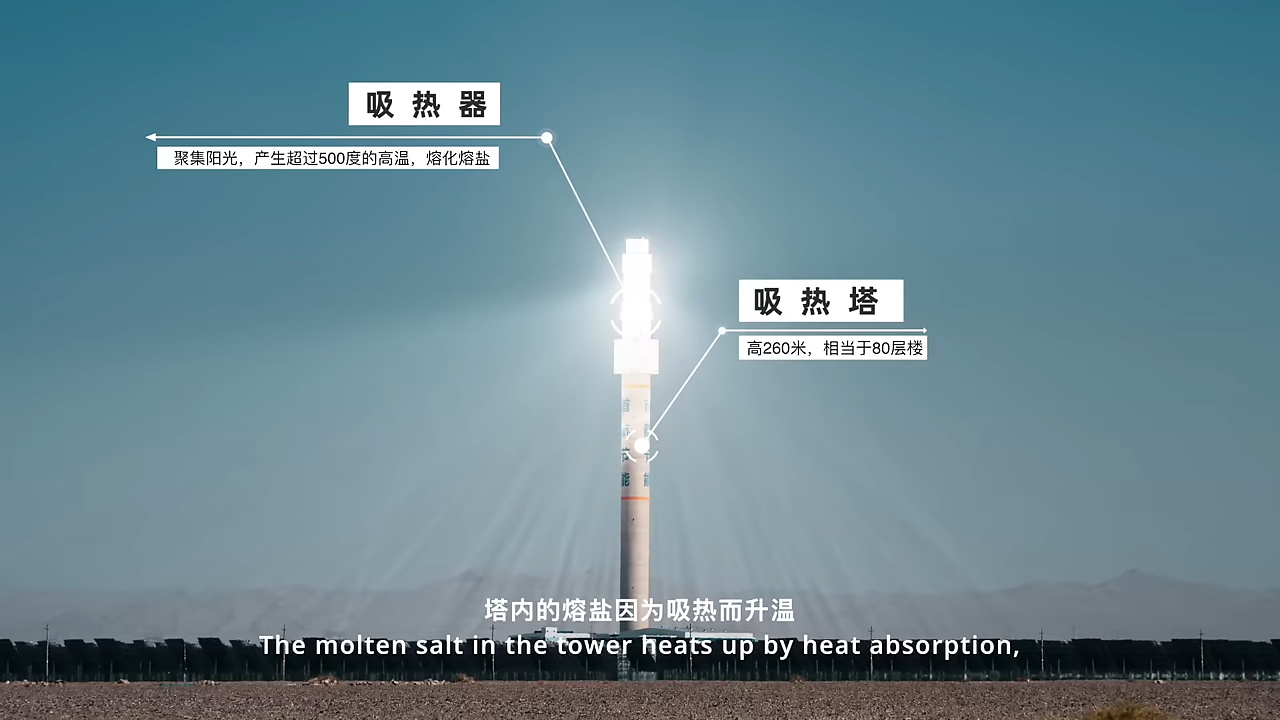 吸热器
聚集阳光，产生超过500度的高温，熔化熔盐
吸热塔
高260米，相当于80层楼
节
能
塔内的熔盐因为吸热而升温
The molten salt in the tower heats up by heat absorption,